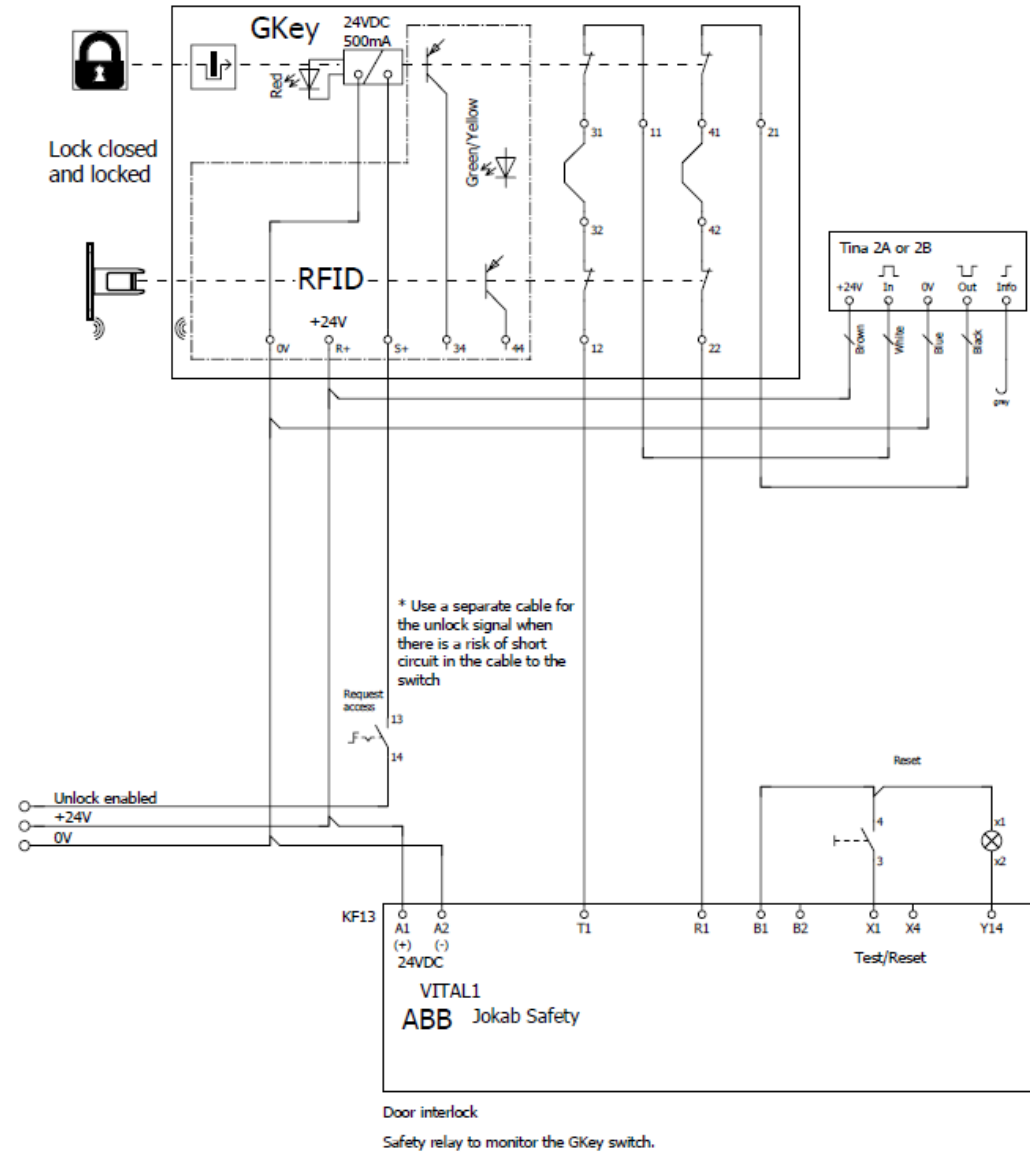 GKey
24VDC
500mA
Red
Green/Yellow
Lock closed
and locked
31
11
41
21
32
42
RFID
+24V
0V
R+
S+
34
44
12
22
Tina 2A or 2B
+24V
In
0V
Out
Info
Brown
White
Blue
Black
grey
* Use a separate cable for
the unlock signal when
there is a risk of short
circuit in the cable to the
switch
Request
access
13
14
Unlock enabled
+24V
0V
Reset
4
3
x1
x2
KF13
A1
(+)
A2
(-)
24VDC
T1
R1
B1
B2
X1
X4
Y14
Test/Reset
VITAL1
ABB Jokab Safety
Door interlock
Safety relay to monitor the GKey switch.